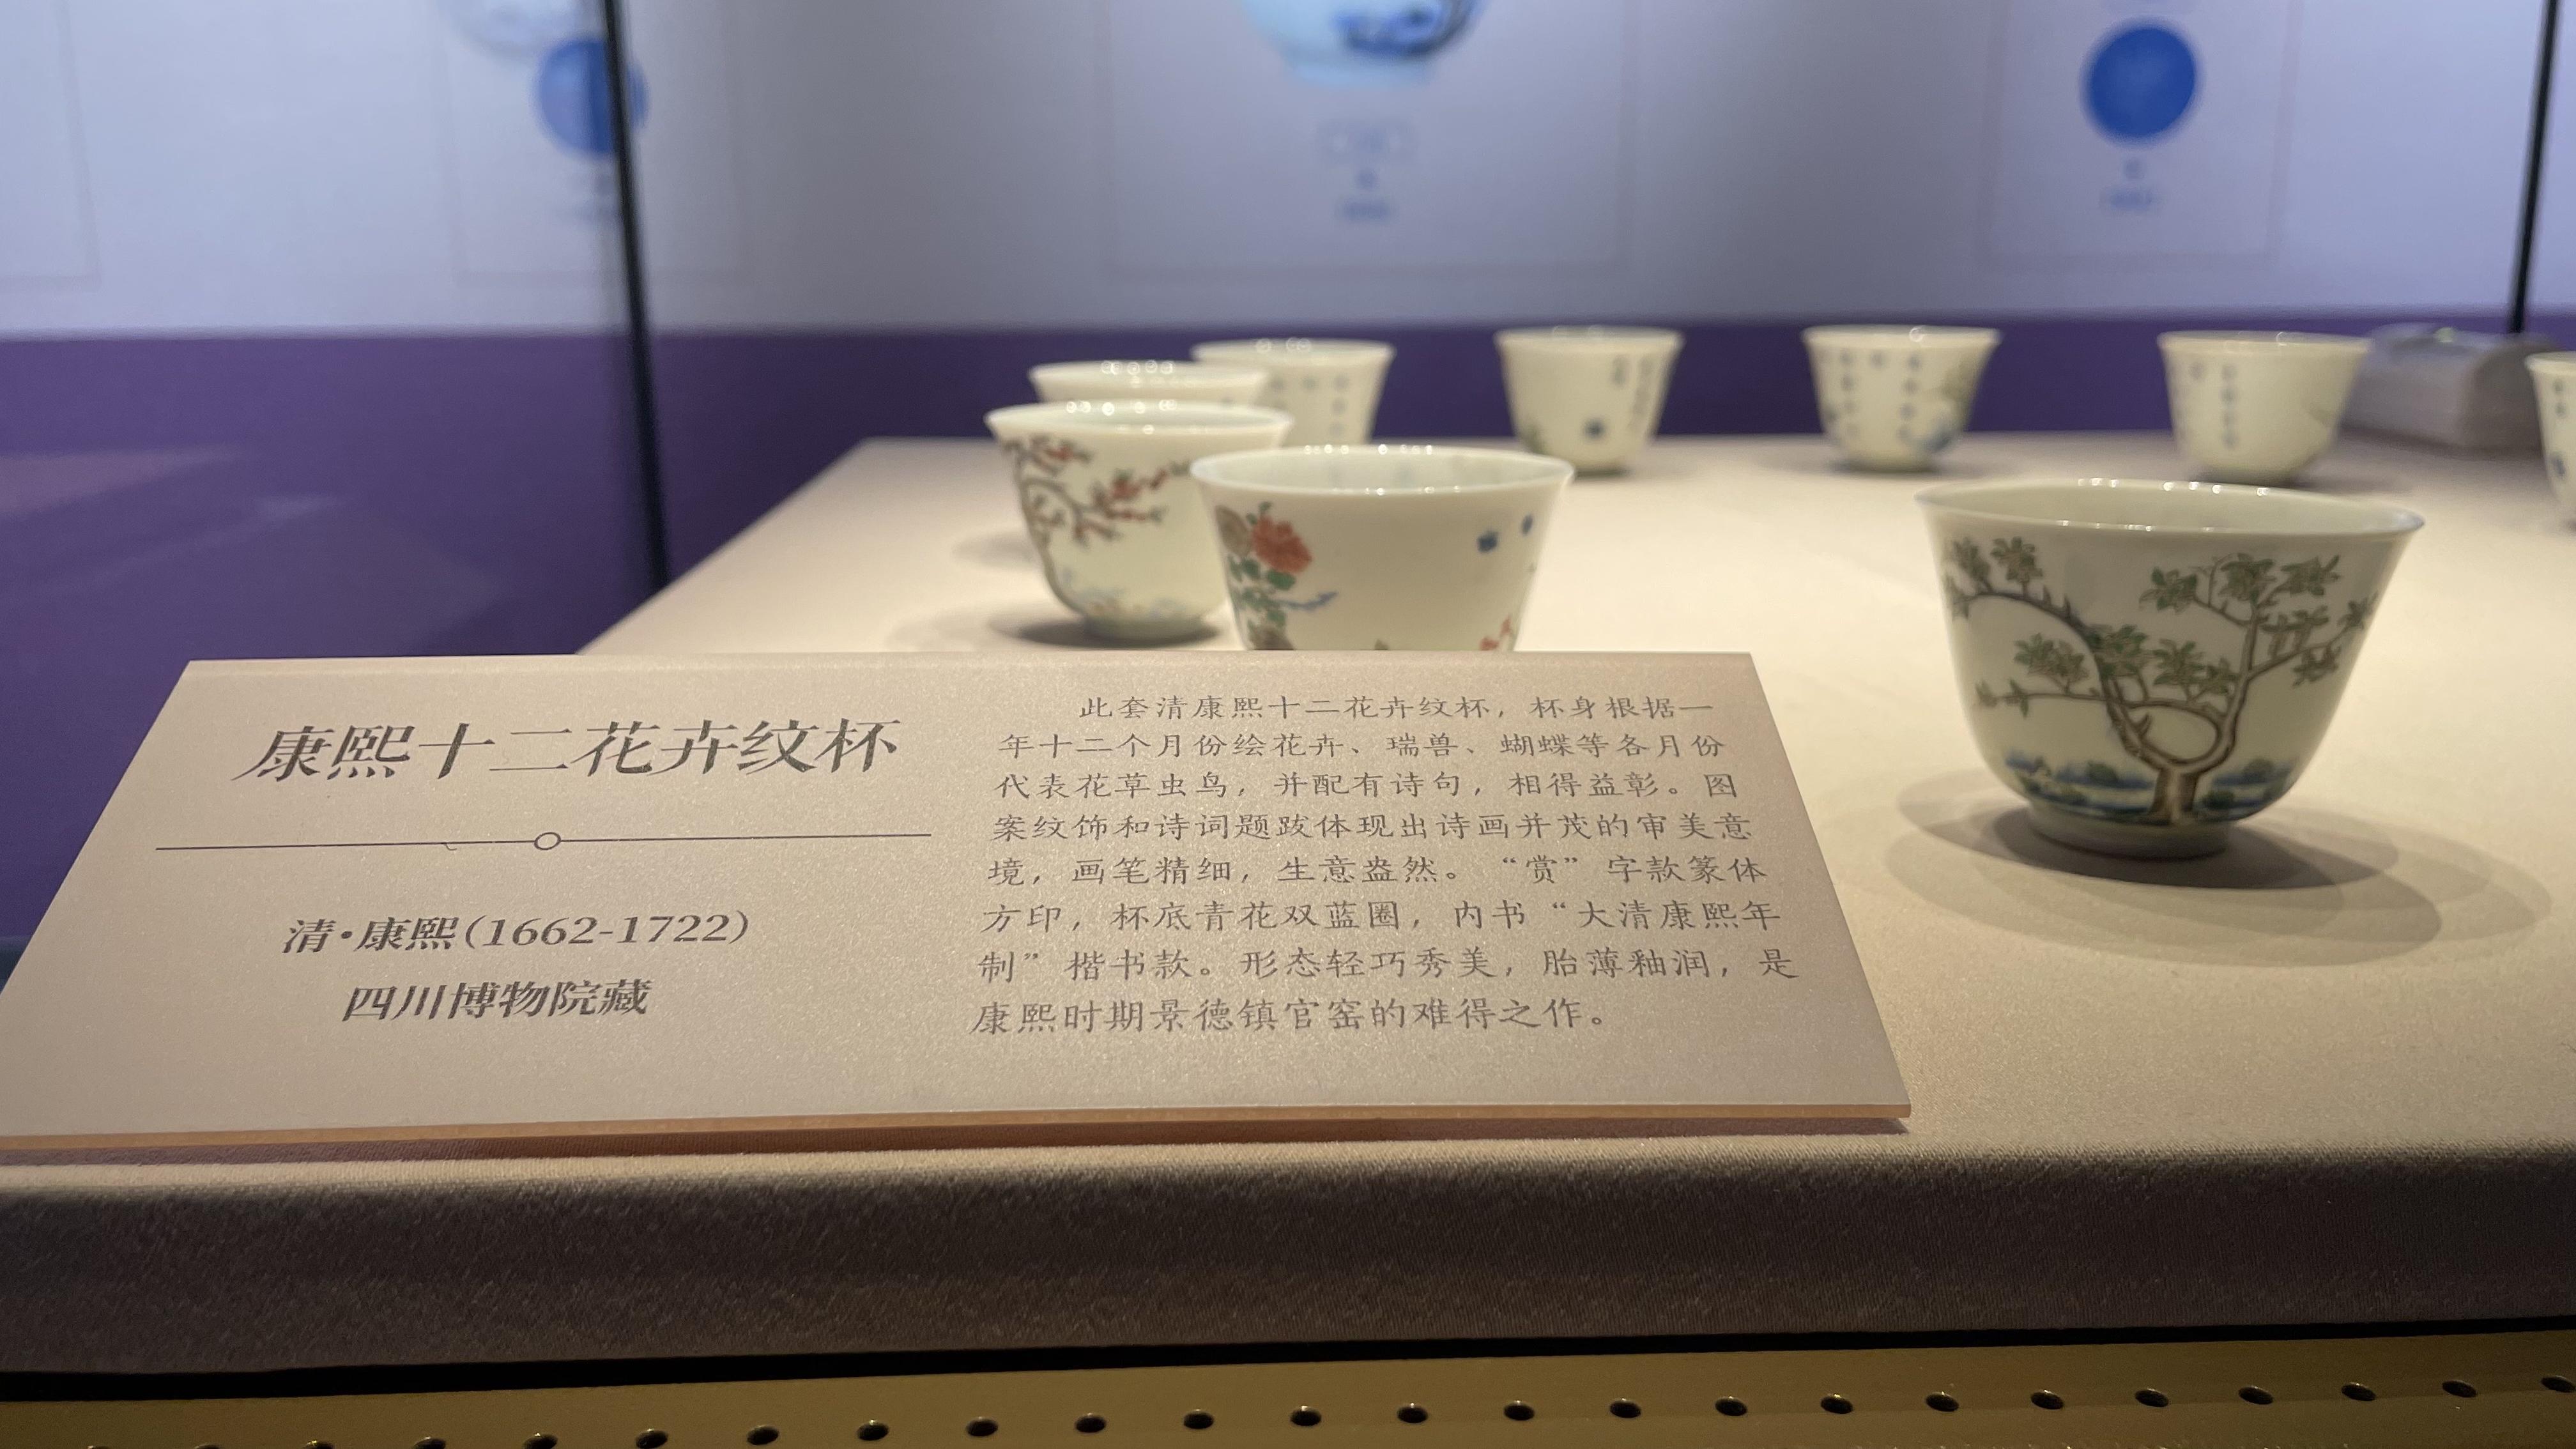 康熙十二花卉纹杯
清·康熙(1662-1722)
四川博物院藏
此套清康熙十二花卉纹杯，杯身根据一
年十二个月份绘花卉、瑞兽、蝴蝶等各月份
代表花草虫鸟，并配有诗句，相得益彰。图
案纹饰和诗词题跋体现出诗画并茂的审美意
境，画笔精细，生意盎然。“赏”字款篆体
方印，杯底青花双蓝圈，内书“大清康熙年
制”楷书款。形态轻巧秀美，胎薄釉润，是
康熙时期景德镇官窑的难得之作。